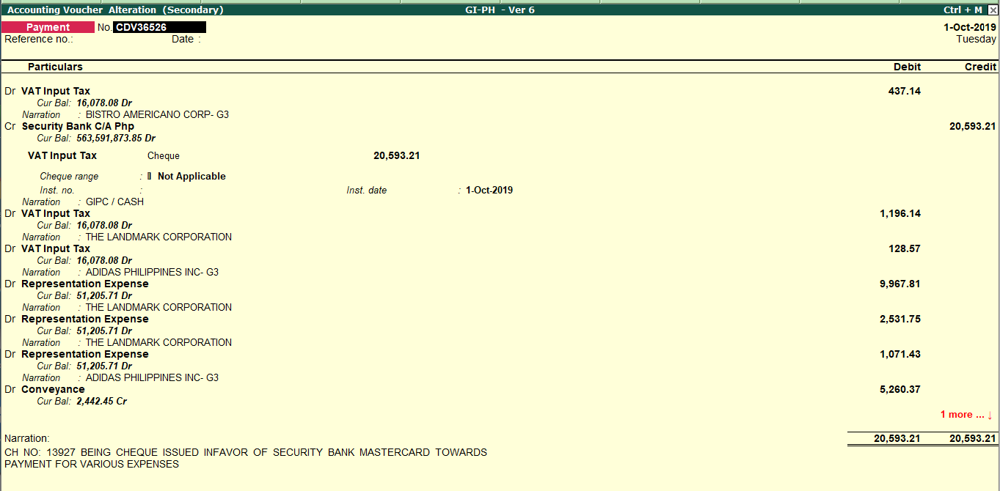 Accounting Voucher Alteration (Secondary) GI-PH - Ver 6 Ctrl + M
Payment No. CDV36526 1-Oct-2019
Reference no.: Date : Tuesday
Particulars Debit Credit
Dr VAT Input Tax 437.14
Cur Bal: 16,078.08 Dr
Narration : BISTRO AMERICANO CORP- G3
Cr Security Bank C/A Php 20,593.21
Cur Bal: 563,591,873.85 Dr
VAT Input Tax Cheque 20,593.21
Cheque range : Not Applicable
Inst. no. : Inst. date : 1-Oct-2019
Narration : GIPC / CASH
Dr VAT Input Tax 1,196.14
Cur Bal: 16,078.08 Dr
Narration : THE LANDMARK CORPORATION
Dr VAT Input Tax 128.57
Cur Bal: 16,078.08 Dr
Narration : ADIDAS PHILIPPINES INC- G3
Dr Representation Expense 9,967.81
Cur Bal: 51,205.71 Dr
Narration : THE LANDMARK CORPORATION
Dr Representation Expense 2,531.75
Cur Bal: 51,205.71 Dr
Narration : THE LANDMARK CORPORATION
Dr Representation Expense 1,071.43
Cur Bal: 51,205.71 Dr
Narration : ADIDAS PHILIPPINES INC- G3
Dr Conveyance 5,260.37
Cur Bal: 2,442.45 Cr
1 more ... ↓
Narration: 20,593.21 20,593.21
CH NO: 13927 BEING CHEQUE ISSUED INFAVOR OF SECURITY BANK MASTERCARD TOWARDS
PAYMENT FOR VARIOUS EXPENSES